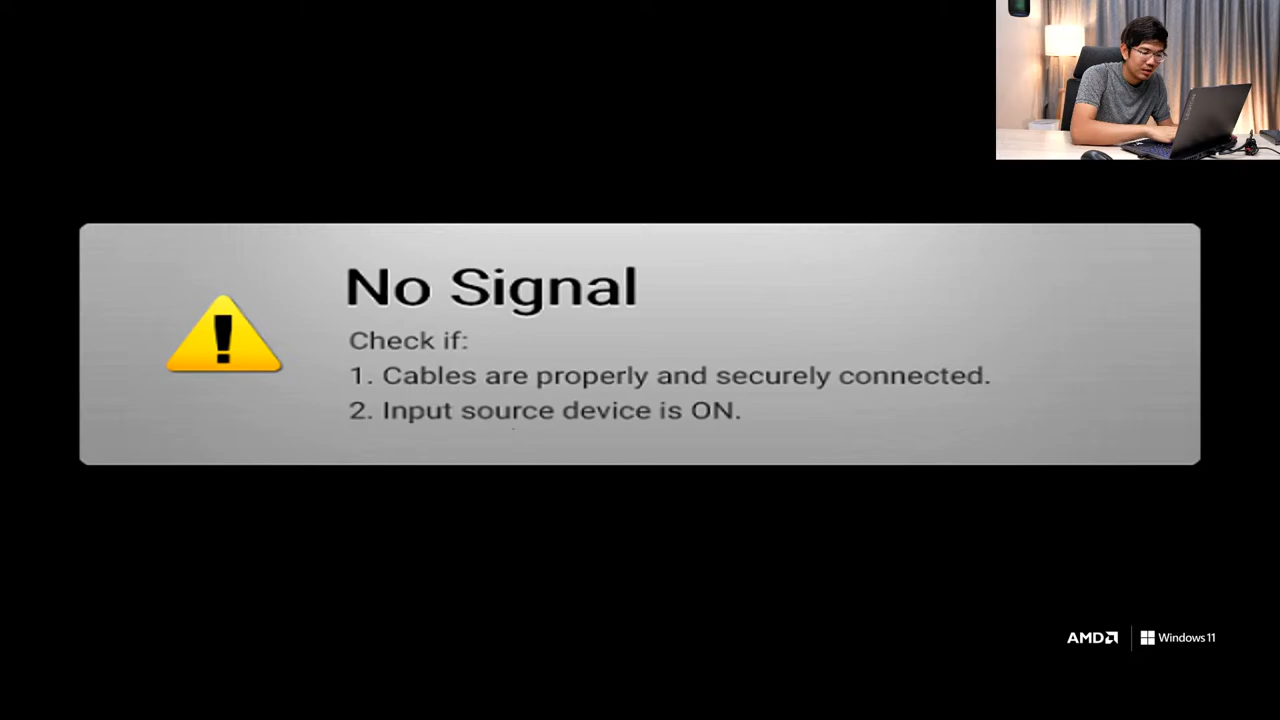 No Signal
Check if:
1. Cables are properly and securely connected.
2. Input source device is ON.
AMD
Windows 11